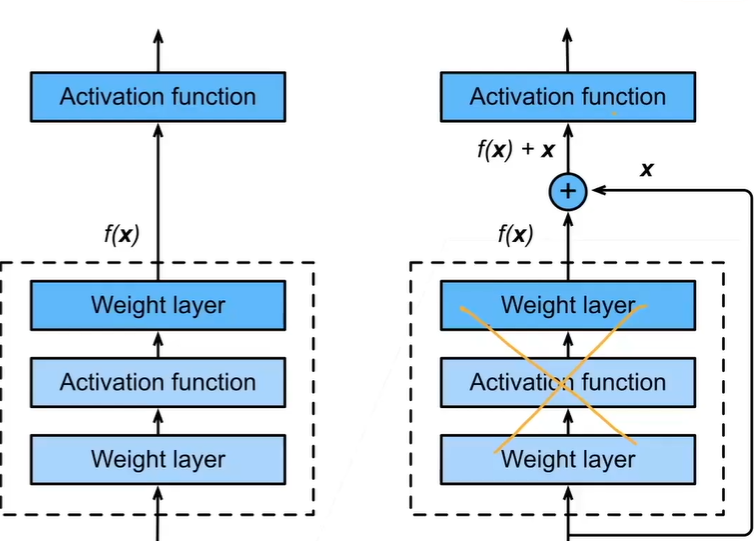 Activation function
f(x)
Weight layer
Activation function
Weight layer
Activation function
f(x) + x
x
+
f(x)
Weight layer
Activation function
Weight layer